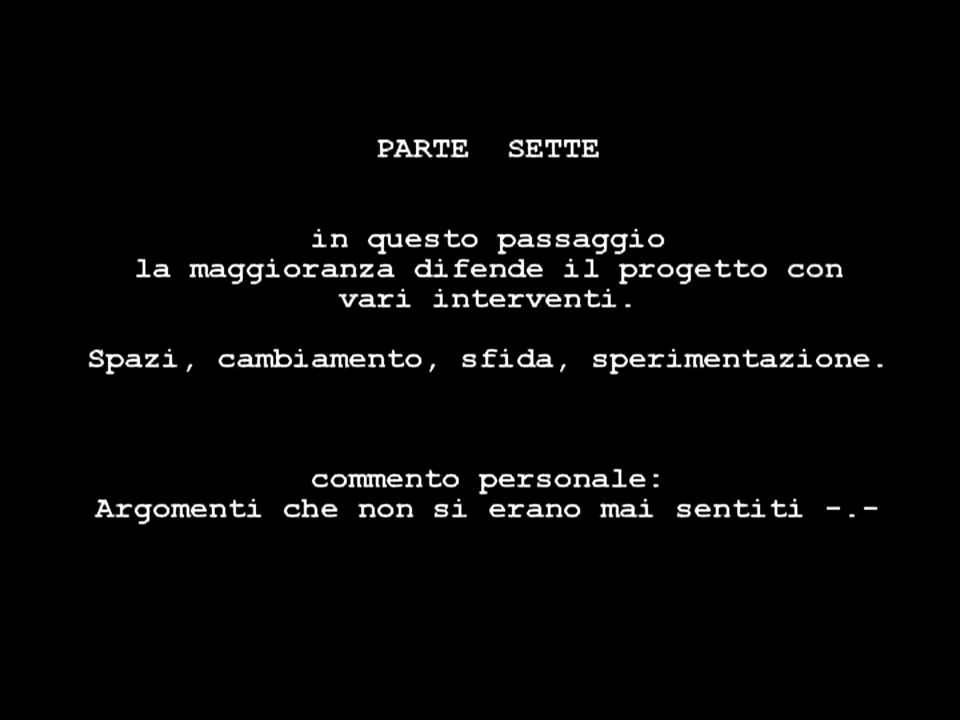 PARTE SETTE
in questo passaggio
la maggioranza difende il progetto con
vari interventi.
Spazi, cambiamento, sfida, sperimentazione.
commento personale:
Argomenti che non si erano mai sentiti -.-